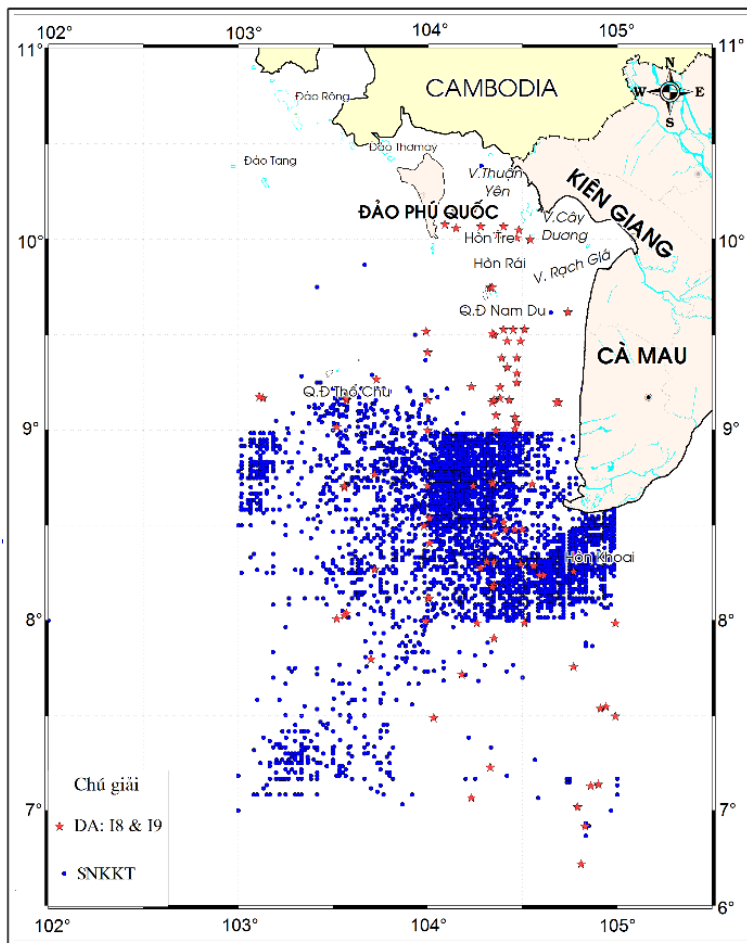 102°
103°
104°
105°
11°
11°
N
W
E
S
CAMBODIA
Đảo Rồng
Đảo Thơmay
Đảo Tang
V.Thuận
Yên
KIÊN GIANG
ĐẢO PHÚ QUỐC
V.Cây
Dương
10°
Hòn Tre
10°
Hòn Rái
V. Rạch Giá
Q.Đ Nam Du
CÀ MAU
Q.Đ Thổ Chu
9°
9°
Hòn Khoai
8°
8°
Chú giải
7°
7°
DA: I8 & I9
SNKKT
6°
102°
103°
104°
105°